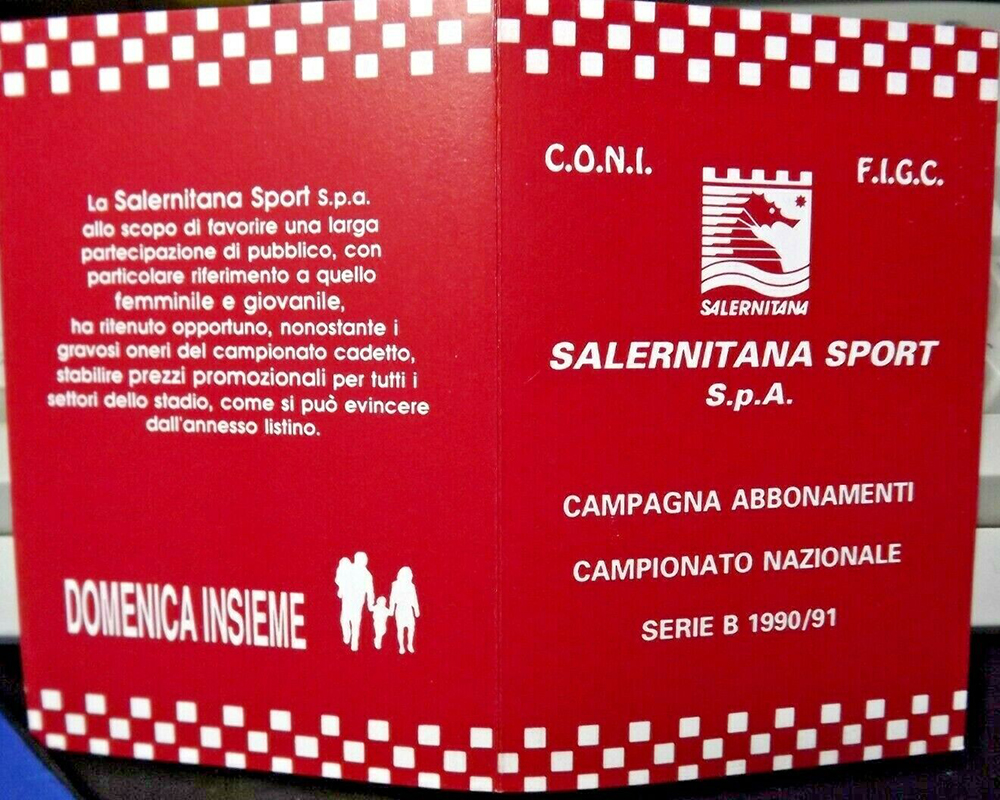 La Salernitana Sport S.p.a.
allo scopo di favorire una larga
partecipazione di pubblico, con
particolare riferimento a quello
femminile e giovanile,
ha ritenuto opportuno, nonostante i
gravosi oneri del campionato cadetto,
stabilire prezzi promozionali per tutti i
settori dello stadio, come si può evincere
dall'annesso listino.
DOMENICA INSIEME
C.O.N.I.
F.I.G.C.
SALERNITANA
SALERNITANA SPORT
S.p.A.
CAMPAGNA ABBONAMENTI
CAMPIONATO NAZIONALE
SERIE B 1990/91